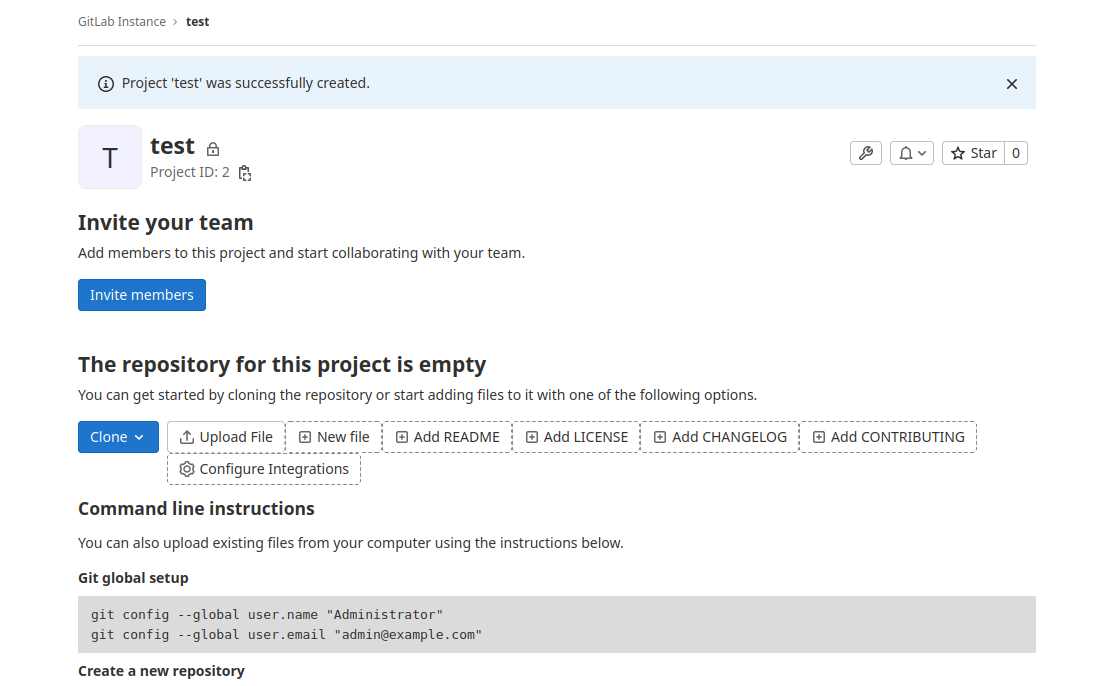 GitLab Instance › test
Project 'test' was successfully created.
T
test
Project ID: 2
Star 0
Invite your team
Add members to this project and start collaborating with your team.
Invite members
The repository for this project is empty
You can get started by cloning the repository or start adding files to it with one of the following options.
Clone Upload File New file Add README Add LICENSE Add CHANGELOG Add CONTRIBUTING
Configure Integrations
Command line instructions
You can also upload existing files from your computer using the instructions below.
Git global setup
git config --global user.name "Administrator"
git config --global user.email "admin@example.com"
Create a new repository